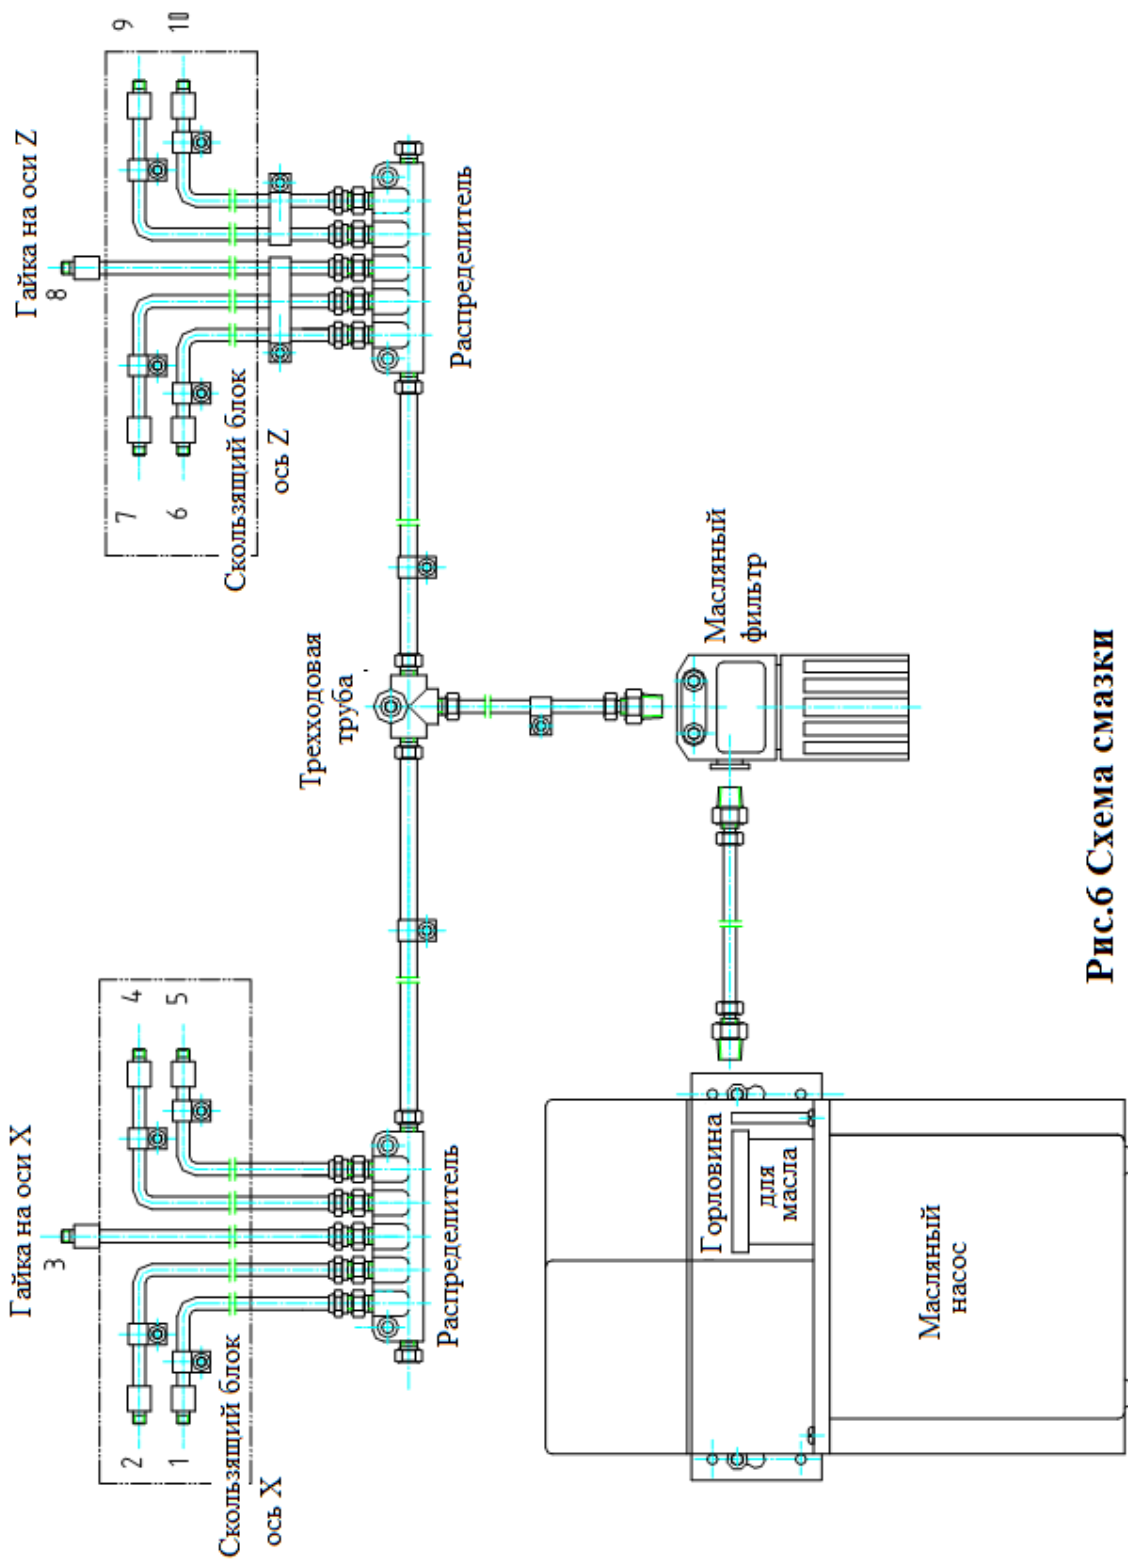 Гайка на оси X
3
2
1
4
5
Скользящий блок
ось X
Распределитель
Гайка на оси Z
8
7
6
9
10
Скользящий блок
ось Z
Распределитель
Трехходовая
труба
Масляный
фильтр
Горловина
для
масла
Масляный
насос
Рис.6 Схема смазки